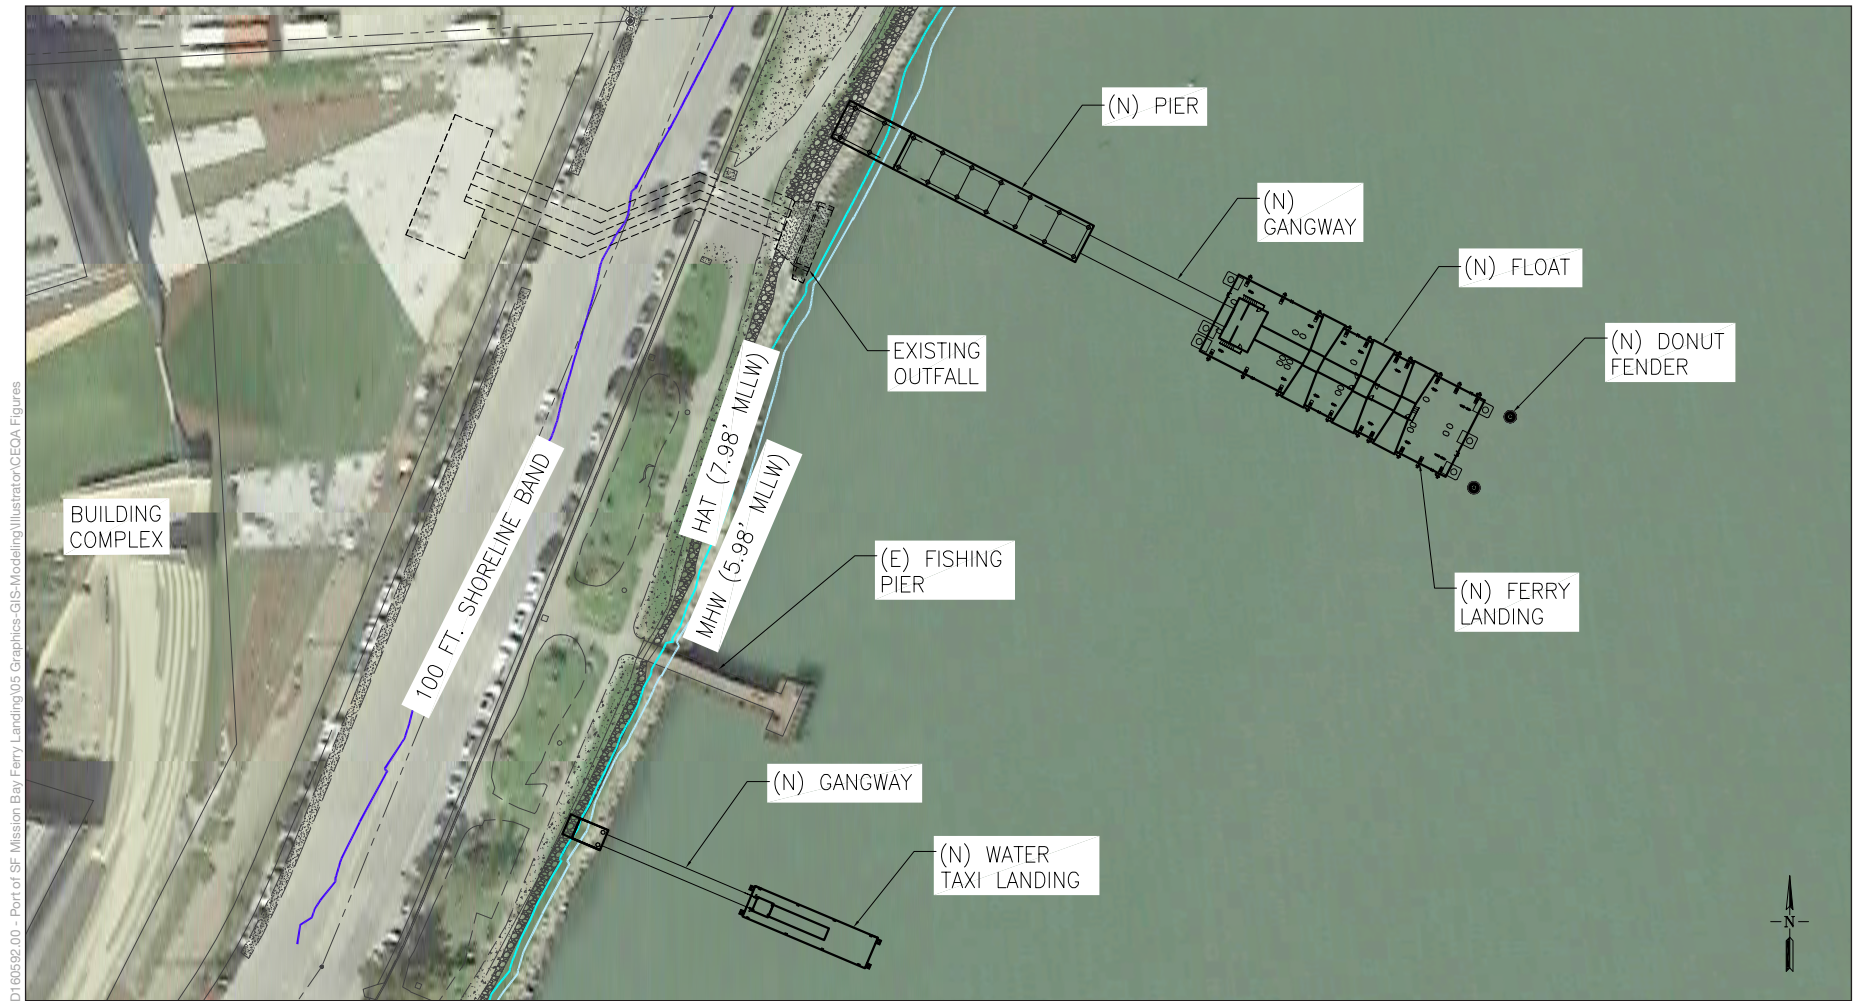 (N) PIER
(N)
GANGWAY
(N) FLOAT
(N) DONUT
FENDER
EXISTING
OUTFALL
HAT (7.98' MLLW)
MHW (5.98' MLLW)
100 FT. SHORELINE BAND
BUILDING
COMPLEX
(E) FISHING
PIER
(N) FERRY
LANDING
(N) GANGWAY
(N) WATER
TAXI LANDING
N
D160592.00 - Port of SF Mission Bay Ferry Landing\05 Graphics-GIS-Modeling\Illustrator\CEQA Figures